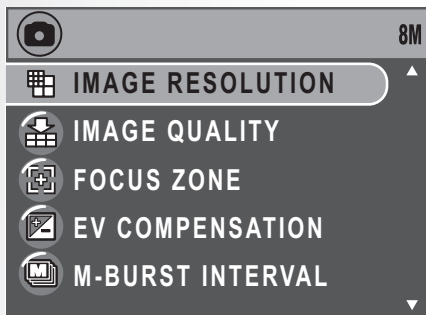 8M
IMAGE RESOLUTION
IMAGE QUALITY
FOCUS ZONE
EV COMPENSATION
M-BURST INTERVAL